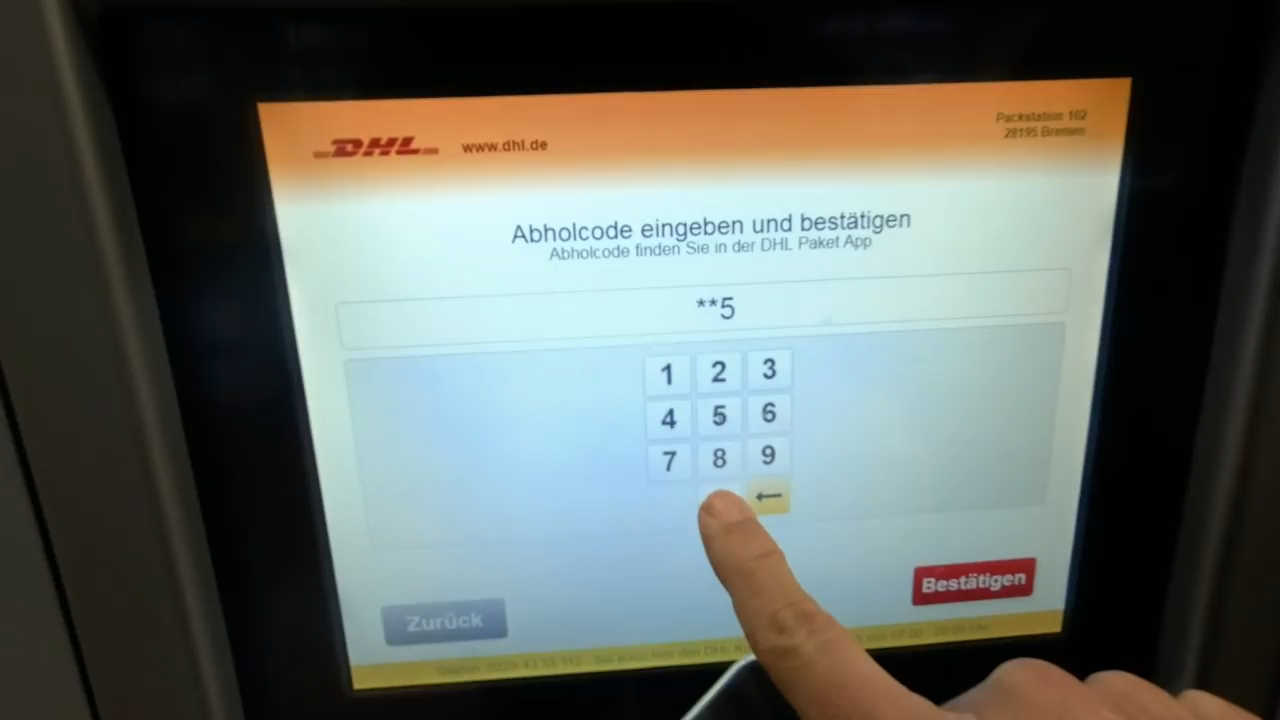 DHL www.dhl.de
Packstation 182
28195 Bremen
Abholcode eingeben und bestätigen
Abholcode finden Sie in der DHL Paket App
**5
1 2 3
4 5 6
7 8 9
←
Bestätigen
Zurück